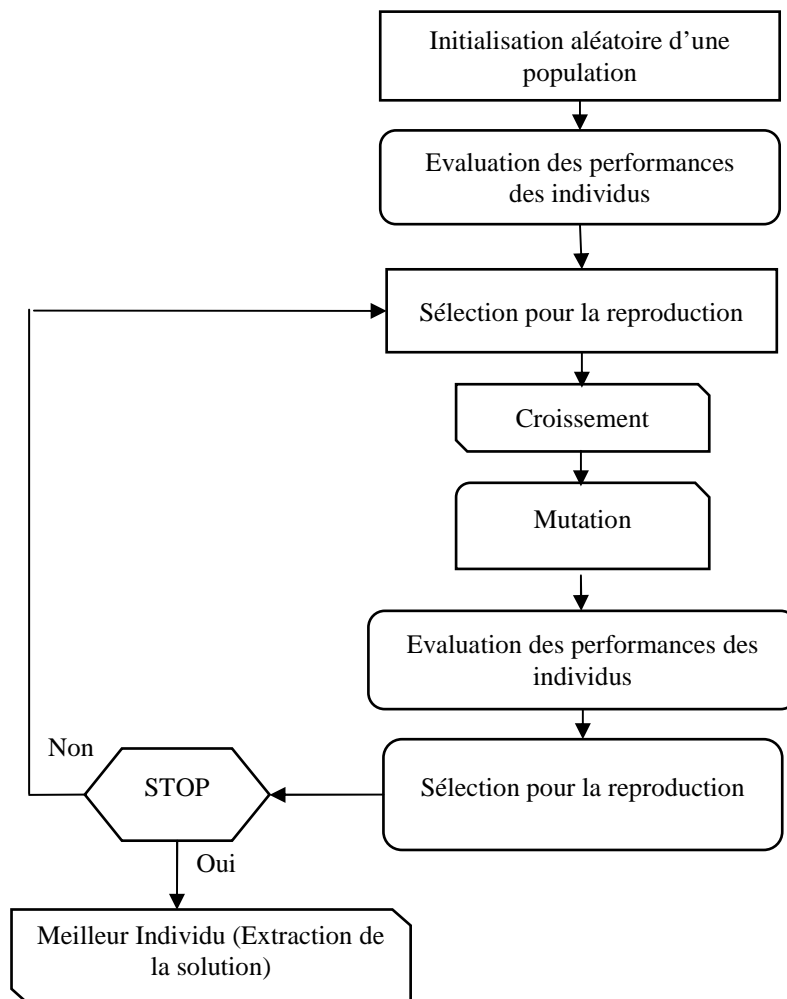 Initialisation aléatoire d’une
population
Evaluation des performances
des individus
Sélection pour la reproduction
Croissement
Mutation
Evaluation des performances des
individus
Sélection pour la reproduction
Non
STOP
Oui
Meilleur Individu (Extraction de
la solution)